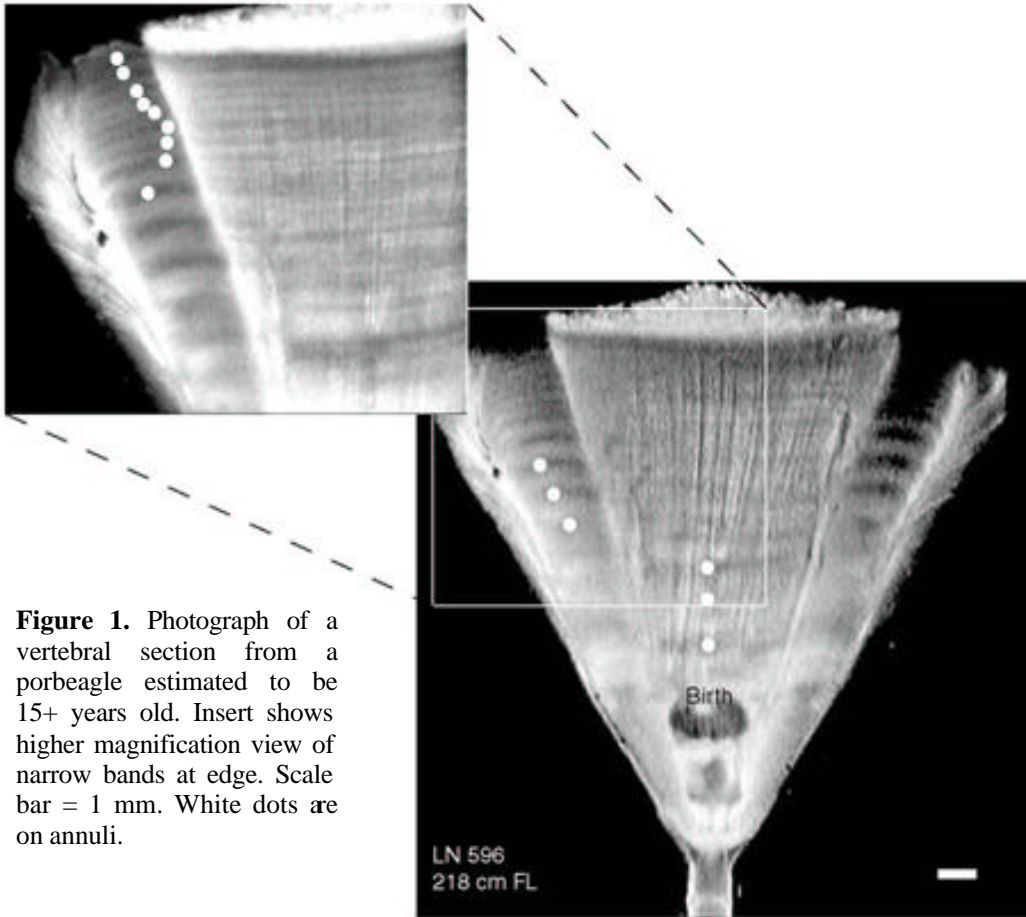 Birth
Figure 1. Photograph of a
vertebral section from a
porbeagle estimated to be
15+ years old. Insert shows
higher magnification view of
narrow bands at edge. Scale
bar = 1 mm. White dots are
on annuli.
LN 596
218 cm FL